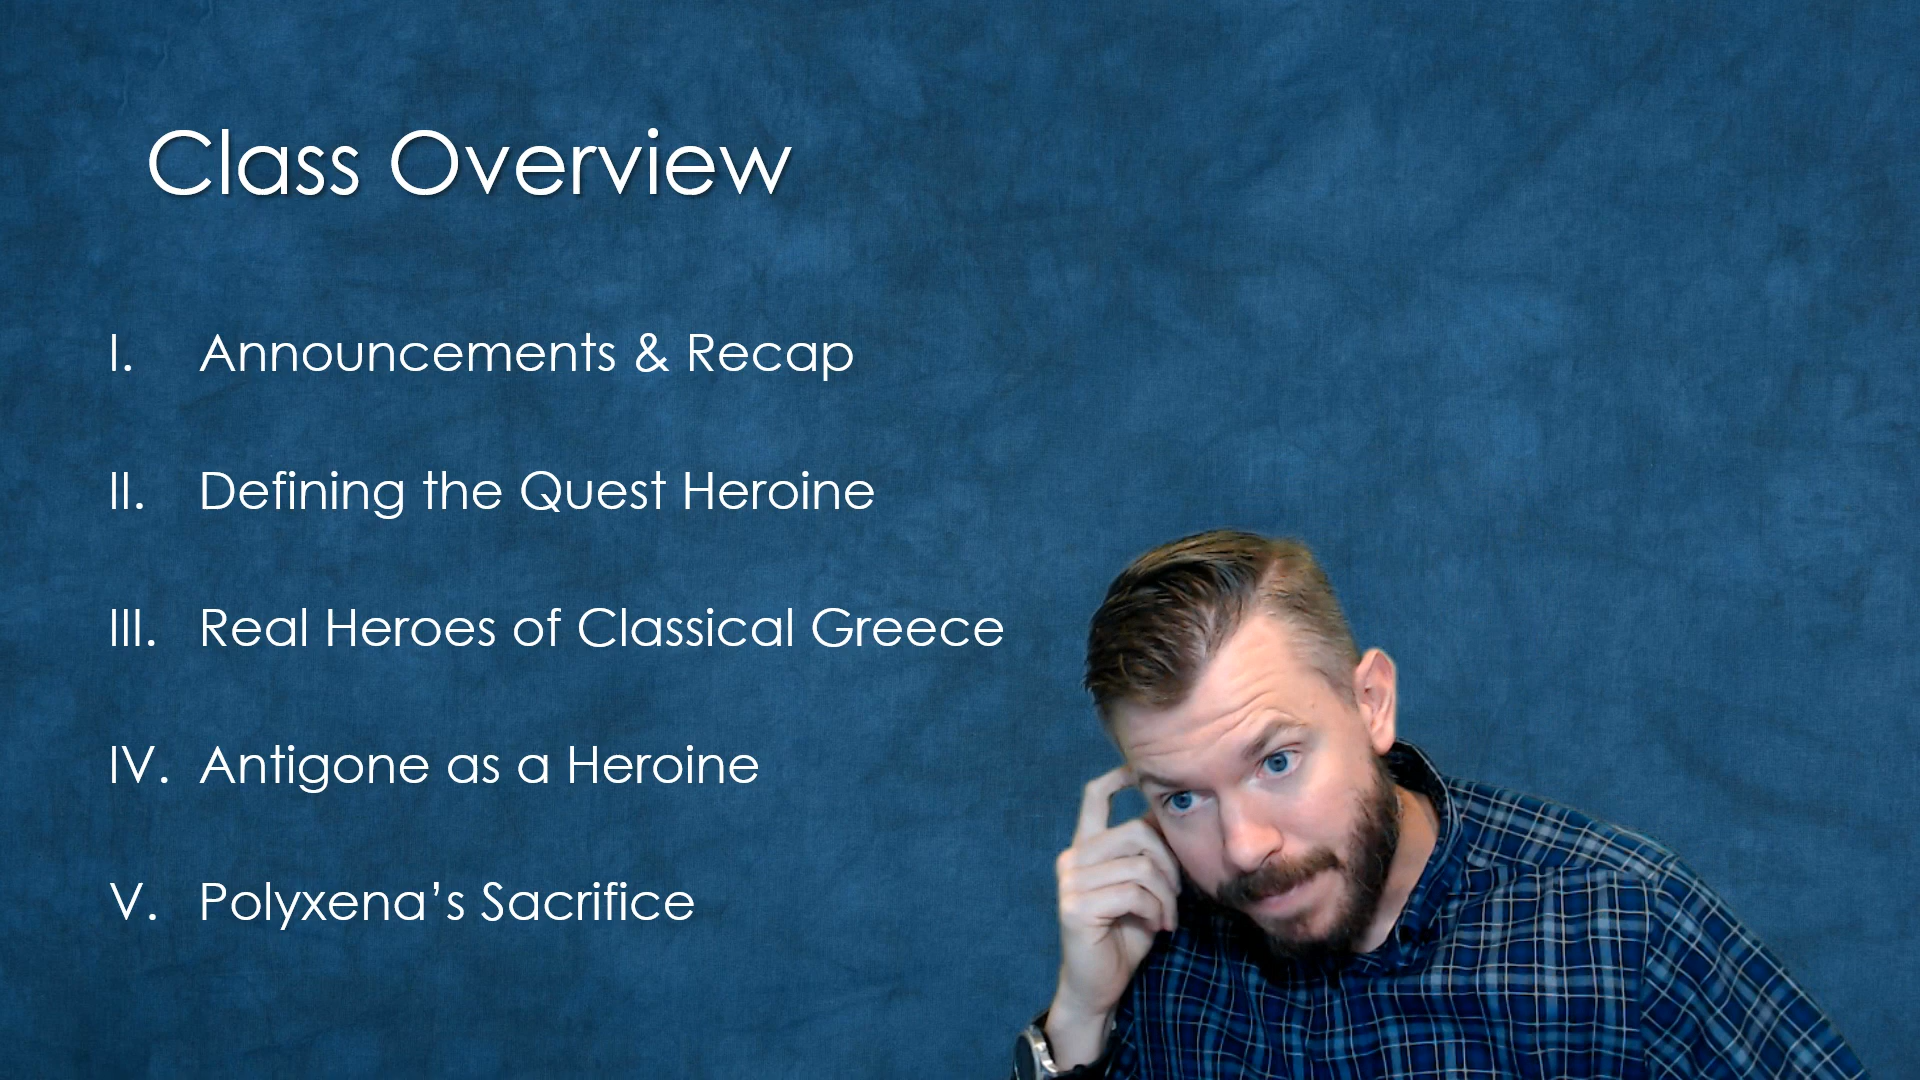 Class Overview
I. Announcements & Recap
II. Defining the Quest Heroine
III. Real Heroes of Classical Greece
IV. Antigone as a Heroine
V. Polyxena’s Sacrifice